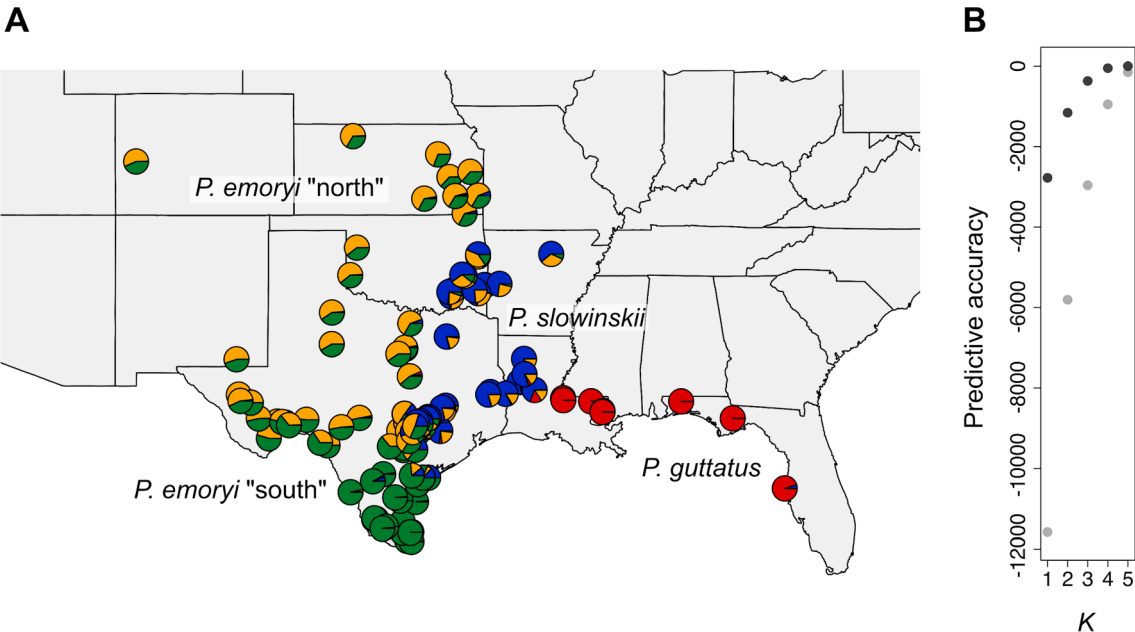 A
B
P. emoryi "north"
P. slowinskii
P. emoryi "south"
P. guttatus
Predictive accuracy
0
-2000
-4000
-6000
-8000
-10000
-12000
1 2 3 4 5
K